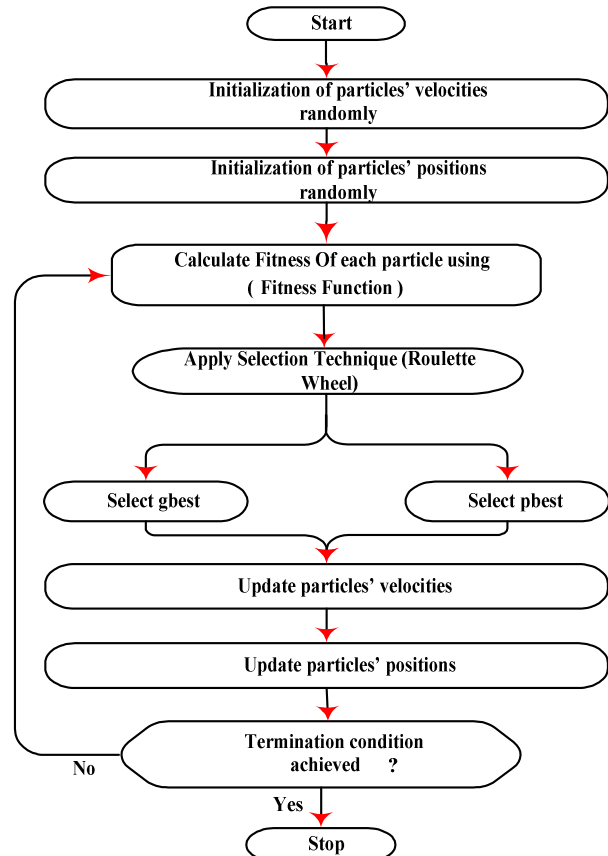 Start
Initialization of particles’ velocities
randomly
Initialization of particles’ positions
randomly
Calculate Fitness Of each particle using
( Fitness Function )
Apply Selection Technique (Roulette
Wheel)
Select gbest
Select pbest
Update particles’ velocities
Update particles’ positions
Termination condition
achieved ?
No
Yes
Stop